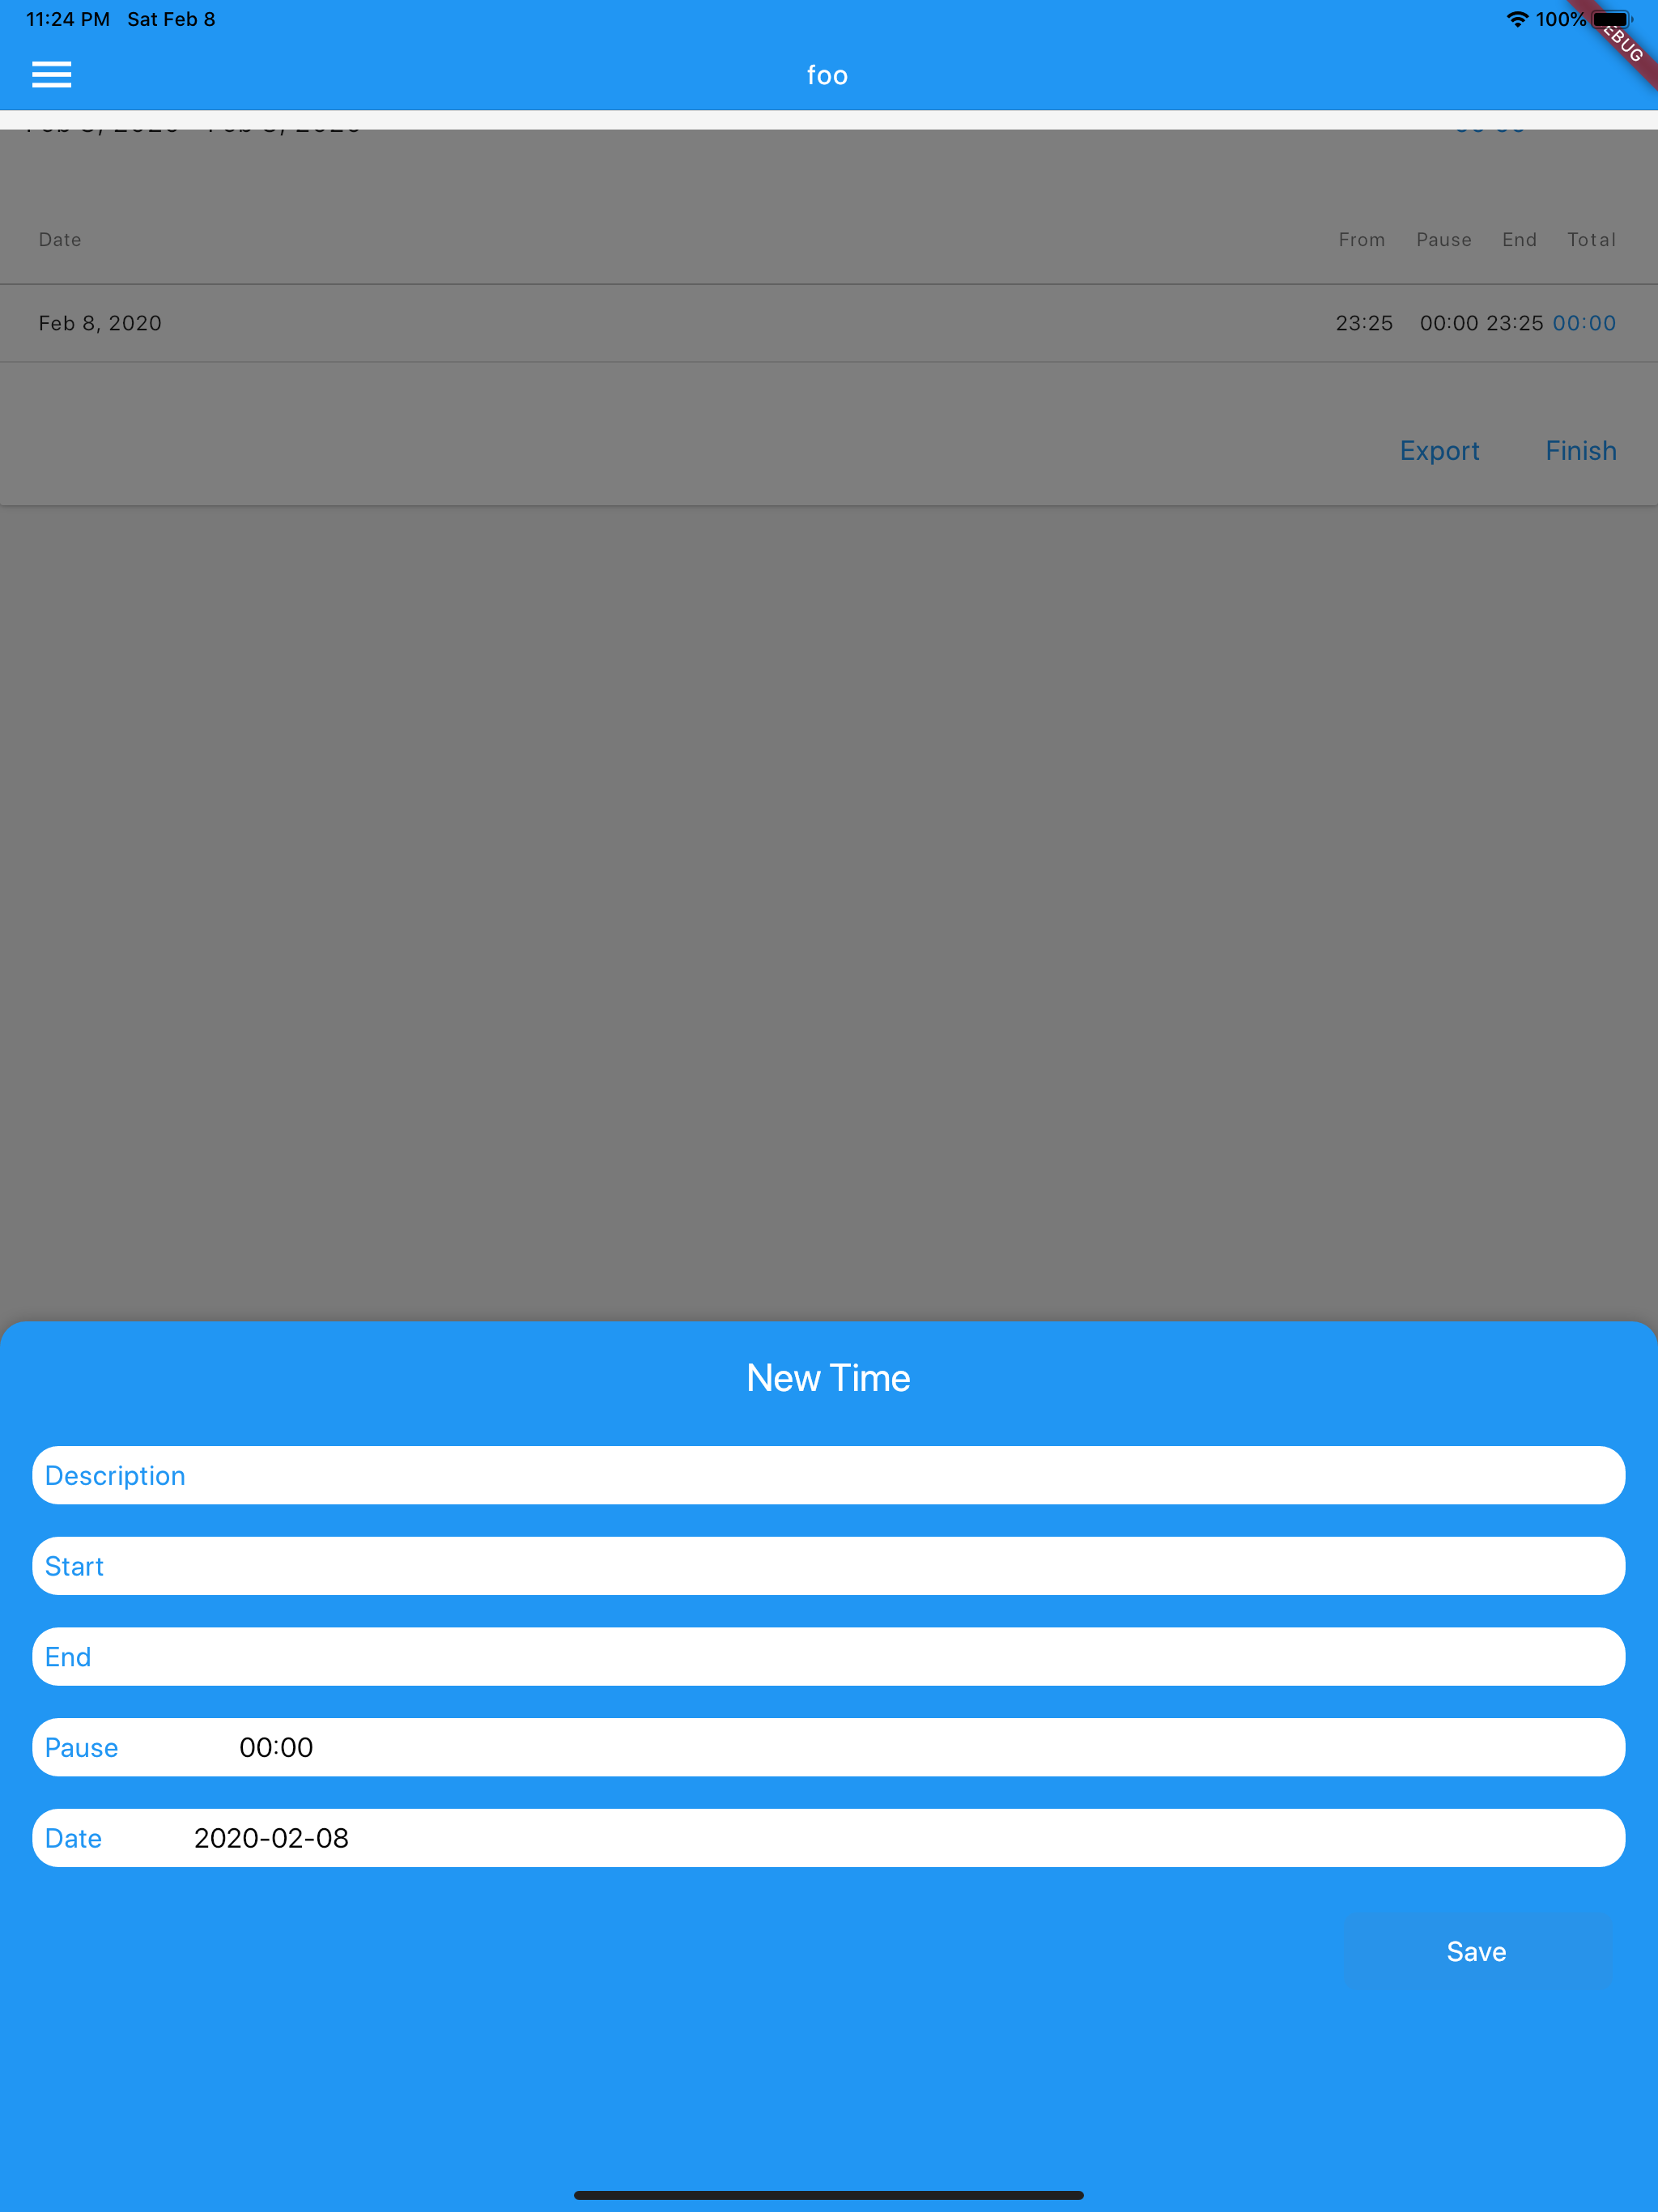 11:24 PM Sat Feb 8 100%
EBUG
foo
Date From Pause End Total
Feb 8, 2020 23:25 00:00 23:25 00:00
Export Finish
New Time
Description
Start
End
Pause 00:00
Date 2020-02-08
Save